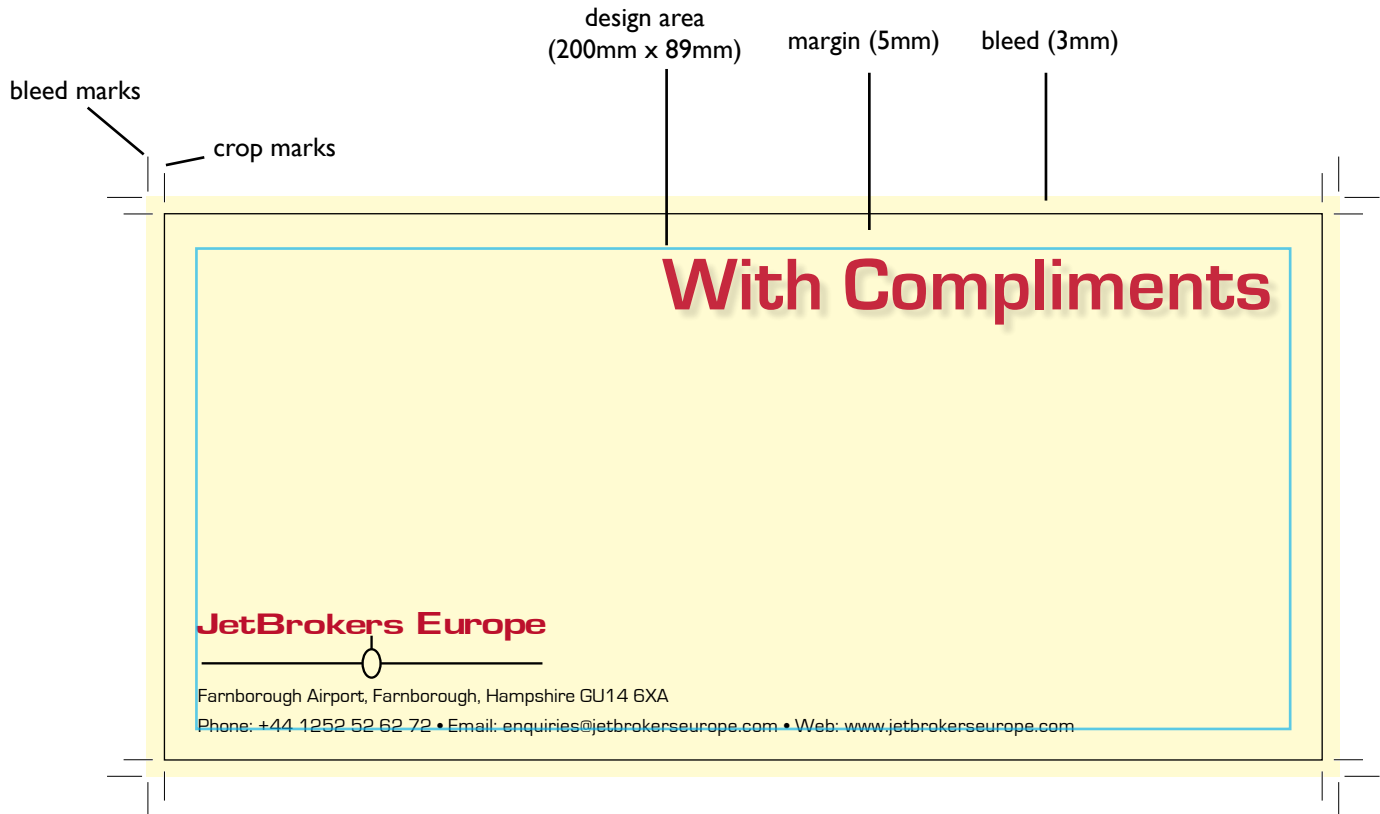 design area
(200mm x 89mm)
margin (5mm)
bleed (3mm)
bleed marks
crop marks
With Compliments
JetBrokers Europe
Farnborough Airport, Farnborough, Hampshire GU14 6XA
Phone: +44 1252 52 62 72 • Email: enquiries@jetbrokerseurope.com • Web: www.jetbrokerseurope.com